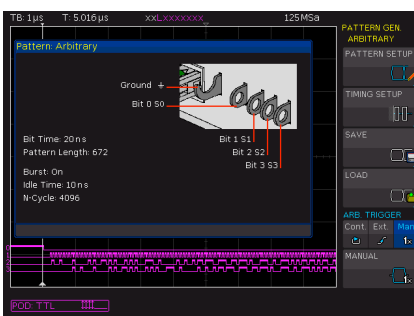 TB: 1µs T: 5.016µs xxLxxxxxxx 125MSa
PATTERN GEN.
ARBITRARY
Pattern: Arbitrary
PATTERN SETUP
Ground
Bit 0 S0
TIMING SETUP
Bit Time: 20ns
Bit 1 S1
SAVE
Pattern Length: 672
Bit 2 S2
Bit 3 S3
Burst: On
LOAD
Idle Time: 10ns
N-Cycle: 4096
ARB. TRIGGER
Cont. Ext. Man
1x
MANUAL
1x
POD: TTL